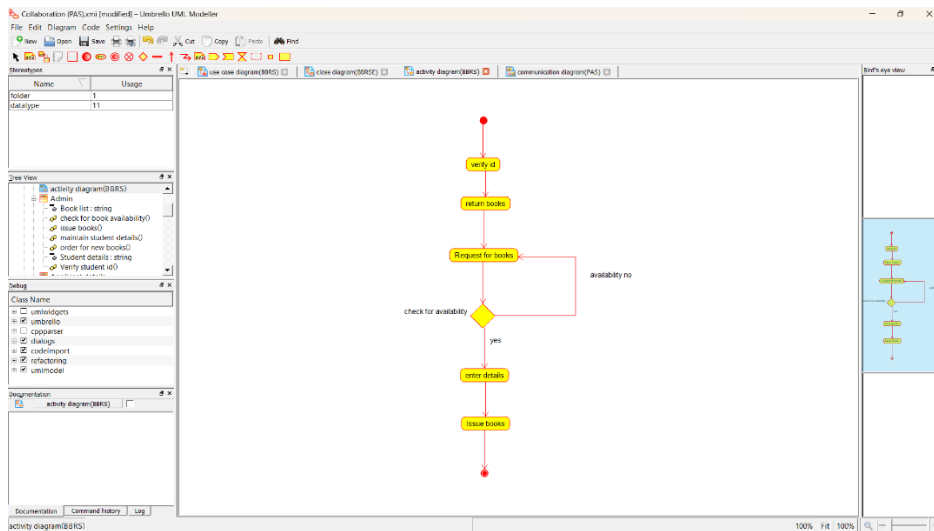 Collaboration (PAS).xmi [modified] – Umbrello UML Modeller
File Edit Diagram Code Settings Help
New Open Save Cut Copy Paste Find
Stereotypes
Name Usage
folder 1
datatype 11
Tree View
activity diagram(BBRS)
Admin
Book list : string
check for book availability()
issue books()
maintain student details()
order for new books()
Student details : string
Verify student id()
Debug
Class Name
umlwidgets
umbrello
cppparser
dialogs
codeimport
refactoring
umlmodel
Documentation
activity diagram(BBRS)
Documentation Command history Log
activity diagram(BBRS)
use case diagram(BBRS) class diagram(BBRSE) activity diagram(BBRS) communication diagram(PAS)
verify id
return books
Request for books
availability no
check for availability
yes
enter details
Issue books
Bird's eye view
100% Fit 100%